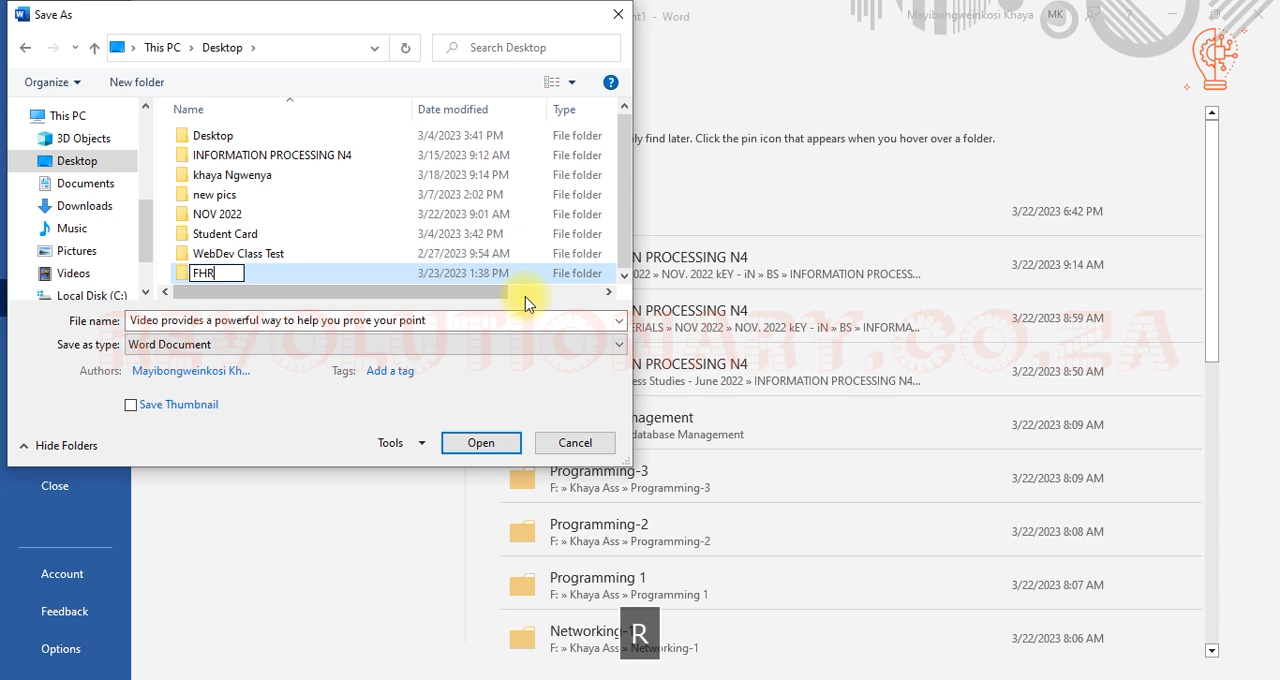 Save As
nt1 - Word
Mayibongweinkosi Khaya
MK
?
This PC
Desktop
Search Desktop
Organize
New folder
?
This PC
3D Objects
Desktop
Documents
Downloads
Music
Pictures
Videos
Local Disk (C:)
Name
Date modified
Type
Desktop 3/4/2023 3:41 PM File folder
INFORMATION PROCESSING N4 3/15/2023 9:12 AM File folder
khaya Ngwenya 3/18/2023 9:14 PM File folder
new pics 3/7/2023 2:02 PM File folder
NOV 2022 3/22/2023 9:01 AM File folder
Student Card 3/4/2023 3:42 PM File folder
WebDev Class Test 2/27/2023 9:54 AM File folder
FHR 3/23/2023 1:38 PM File folder
File name: Video provides a powerful way to help you prove your point
Save as type: Word Document
Authors: Mayibongweinkosi Kh...
Tags: Add a tag
Save Thumbnail
Hide Folders
Tools
Open
Cancel
ily find later. Click the pin icon that appears when you hover over a folder.
3/22/2023 6:42 PM
N PROCESSING N4
022 » NOV. 2022 kEY - iN » BS » INFORMATION PROCESS...
3/22/2023 9:14 AM
ON PROCESSING N4
ERIALS » NOV 2022 » NOV. 2022 kEY - iN » BS » INFORMA...
3/22/2023 8:59 AM
REVOLUTIONARY.CO.ZA
ON PROCESSING N4
ess Studies - June 2022 » INFORMATION PROCESSING N4...
3/22/2023 8:50 AM
anagement
database Management
3/22/2023 8:09 AM
Programming-3
F: » Khaya Ass » Programming-3
3/22/2023 8:09 AM
Programming-2
F: » Khaya Ass » Programming-2
3/22/2023 8:08 AM
Programming 1
F: » Khaya Ass » Programming 1
3/22/2023 8:07 AM
Networking-1
F: » Khaya Ass » Networking-1
3/22/2023 8:06 AM
Close
Account
Feedback
Options
R